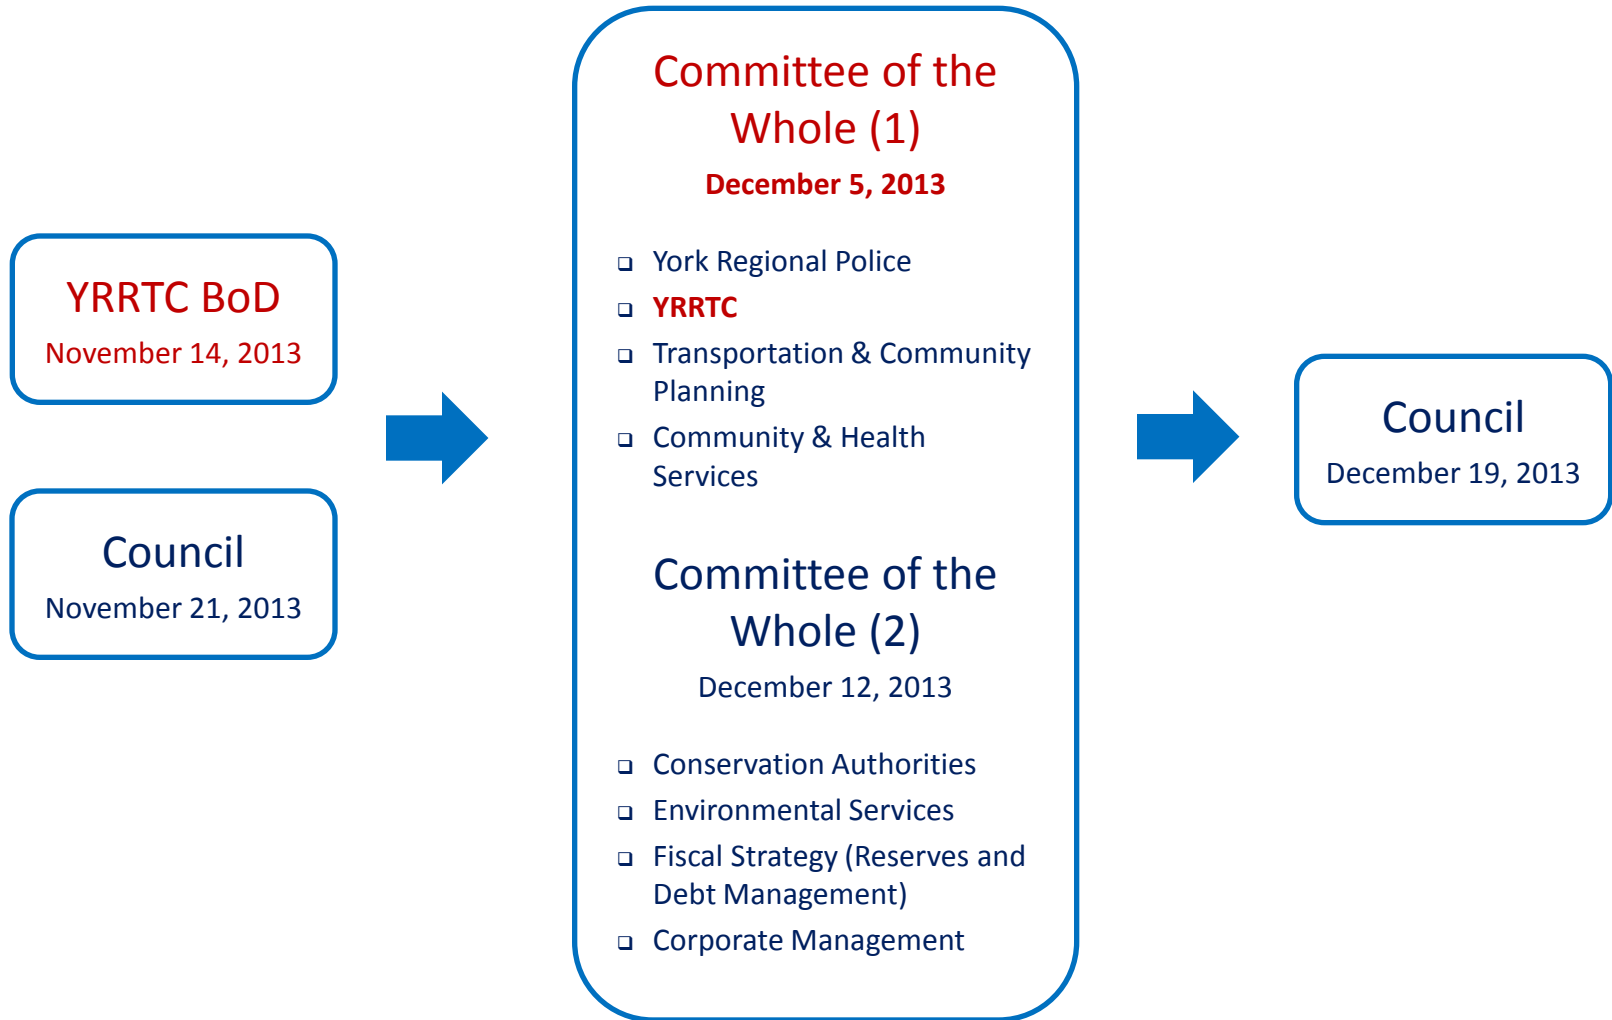 YRRTC BoD
November 14, 2013
Council
November 21, 2013
Committee of the
Whole (1)
December 5, 2013
York Regional Police
YRRTC
Transportation & Community
Planning
Community & Health
Services
Committee of the
Whole (2)
December 12, 2013
Conservation Authorities
Environmental Services
Fiscal Strategy (Reserves and
Debt Management)
Corporate Management
Council
December 19, 2013